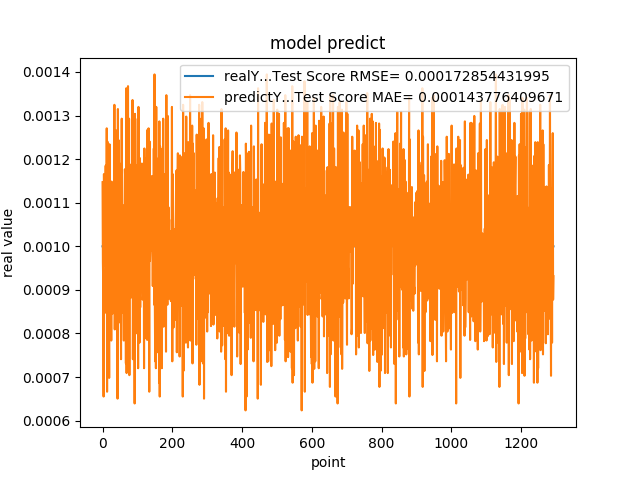 model predict
realY...Test Score RMSE= 0.000172854431995
predictY...Test Score MAE= 0.000143776409671
0.0014
0.0013
0.0012
0.0011
0.0010
0.0009
0.0008
0.0007
0.0006
real value
0 200 400 600 800 1000 1200
point